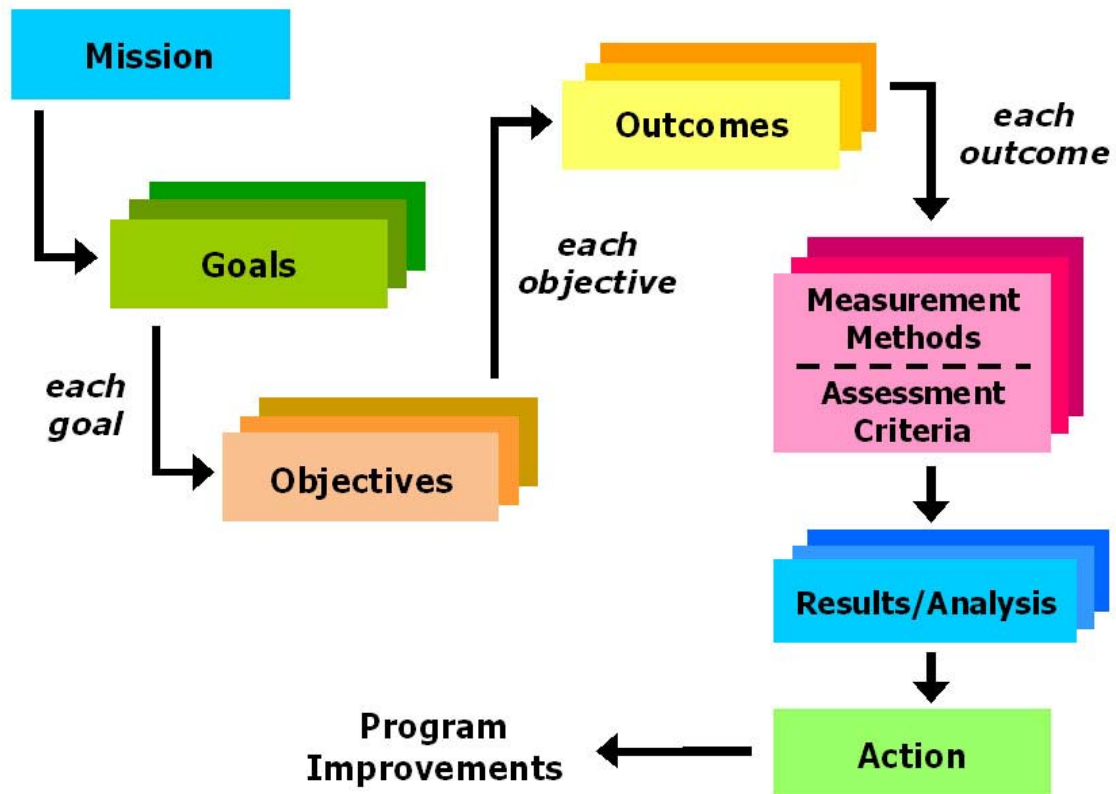 Mission
Goals
each
goal
Objectives
each
objective
Outcomes
each
outcome
Measurement
Methods
Assessment
Criteria
Results/Analysis
Action
Program
Improvements